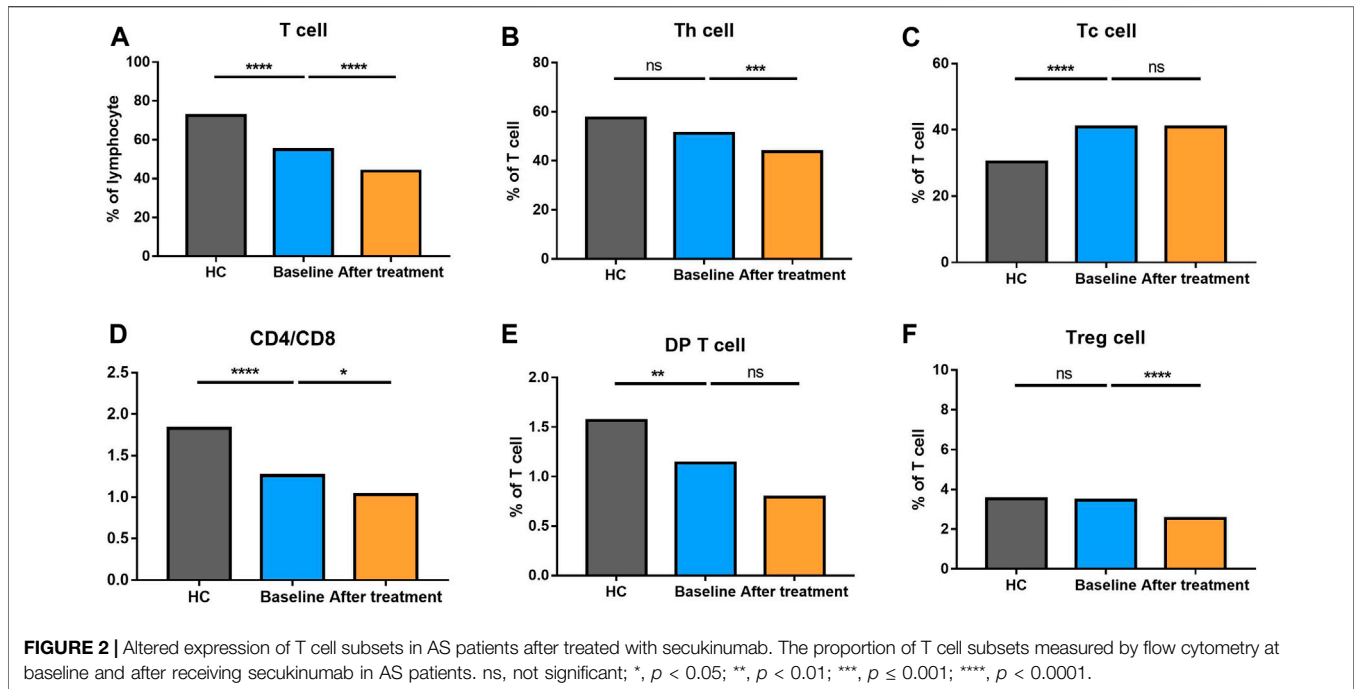 A
T cell
% of lymphocyte
100
80
60
40
20
0
****
****
HC
Baseline
After treatment
B
Th cell
% of T cell
80
60
40
20
0
ns
***
HC
Baseline
After treatment
C
Tc cell
% of T cell
60
40
20
0
****
ns
HC
Baseline
After treatment
D
CD4/CD8
2.5
2.0
1.5
1.0
0.5
0.0
****
*
HC
Baseline
After treatment
E
DP T cell
% of T cell
2.0
1.5
1.0
0.5
0.0
**
ns
HC
Baseline
After treatment
F
Treg cell
% of T cell
10
8
6
4
2
0
ns
****
HC
Baseline
After treatment
FIGURE 2 | Altered expression of T cell subsets in AS patients after treated with secukinumab. The proportion of T cell subsets measured by flow cytometry at
baseline and after receiving secukinumab in AS patients. ns, not significant; *, p < 0.05; **, p < 0.01; ***, p ≤ 0.001; ****, p < 0.0001.